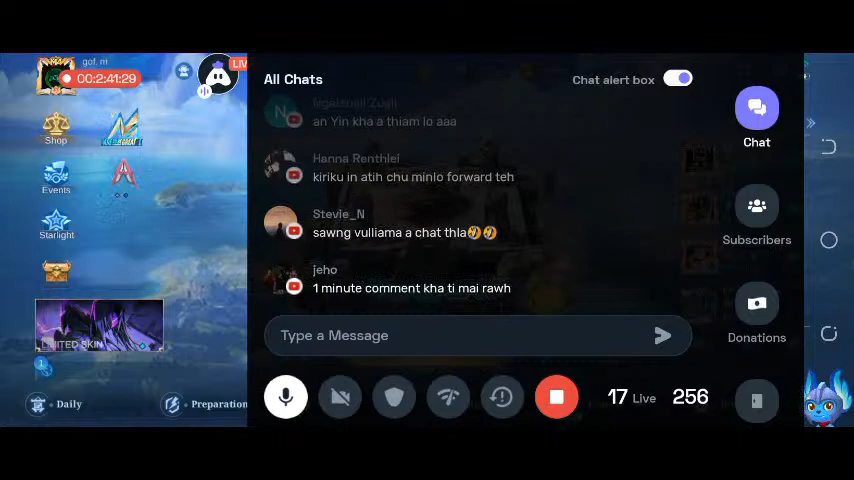 gof. m
LIV
00:2:41:29
Shop
Events
Starlight
LIMITED SKIN
1
Daily
Preparation
All Chats
Chat alert box
an Yin kha a thiam lo aaa
Hanna Renthlei
kiriku in atih chu minlo forward teh
Stevie_N
sawng vulliama a chat thla🤣🤣
jeho
1 minute comment kha ti mai rawh
Type a Message
17 Live 256
Chat
Subscribers
Donations